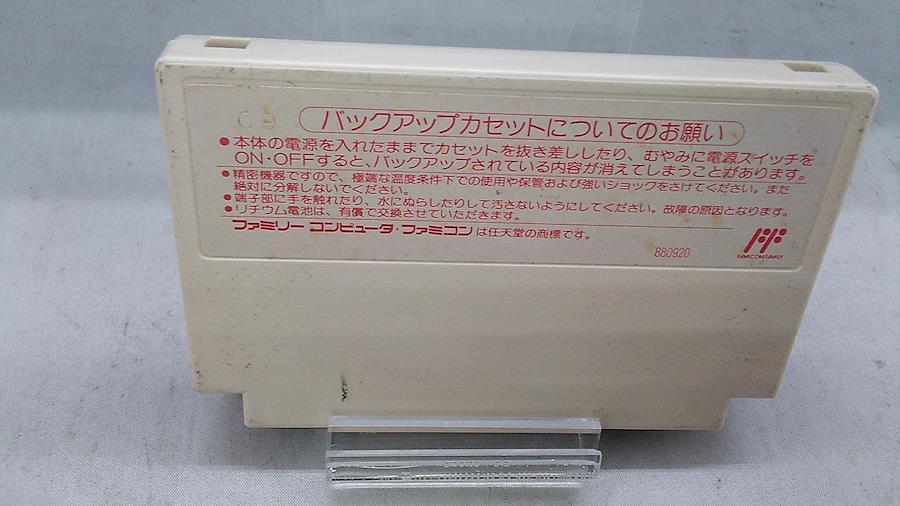 C9
バックアップカセットについてのお願い
●本体の電源を入れたままでカセットを抜き差ししたり、むやみに電源スイッチを
ON・OFFすると、バックアップされている内容が消えてしまうことがあります。
●精密機器ですので、極端な温度条件下での使用や保管および強いショックをさけてください。また
絶対に分解しないでください。
●端子部に手を触れたり、水にぬらしたりして汚さないようにしてください。故障の原因となります。
●リチウム電池は、有償で交換させていただきます。
ファミリー コンピュータ・ファミコンは任天堂の商標です。
880920
FAMICOM FAMILY